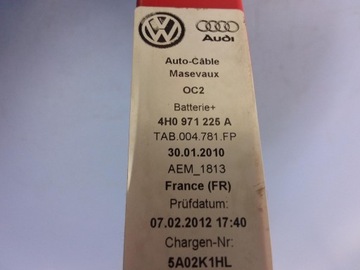 VW Audi
Auto-Câble
Masevaux
OC2
Batterie+
4H0 971 225 A
TAB.004.781.FP
30.01.2010
AEM_1813
France (FR)
Prüfdatum:
07.02.2012 17:40
Chargen-Nr:
5A02K1HL